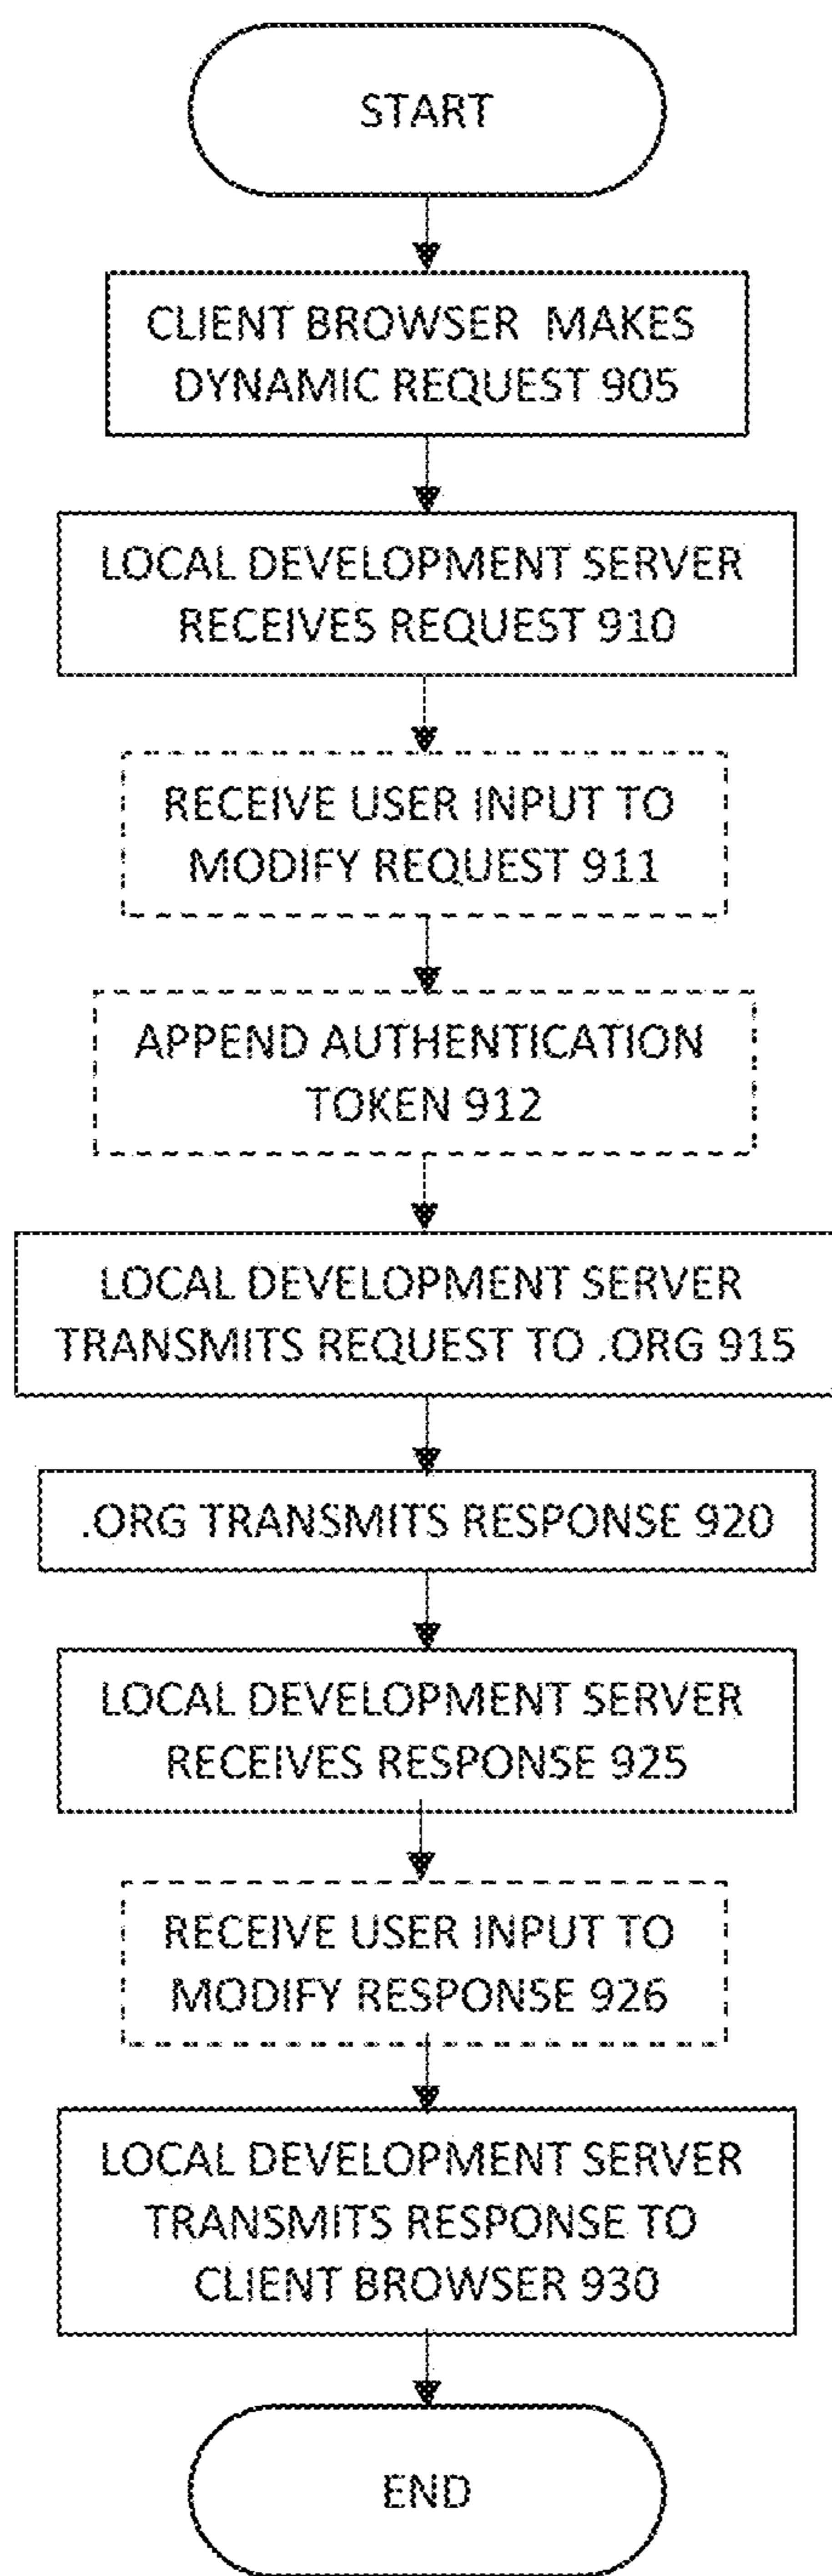 START
CLIENT BROWSER MAKES
DYNAMIC REQUEST 905
LOCAL DEVELOPMENT SERVER
RECEIVES REQUEST 910
RECEIVE USER INPUT TO
MODIFY REQUEST 911
APPEND AUTHENTICATION
TOKEN 912
LOCAL DEVELOPMENT SERVER
TRANSMITS REQUEST TO .ORG 915
.ORG TRANSMITS RESPONSE 920
LOCAL DEVELOPMENT SERVER
RECEIVES RESPONSE 925
RECEIVE USER INPUT TO
MODIFY RESPONSE 926
LOCAL DEVELOPMENT SERVER
TRANSMITS RESPONSE TO
CLIENT BROWSER 930
END